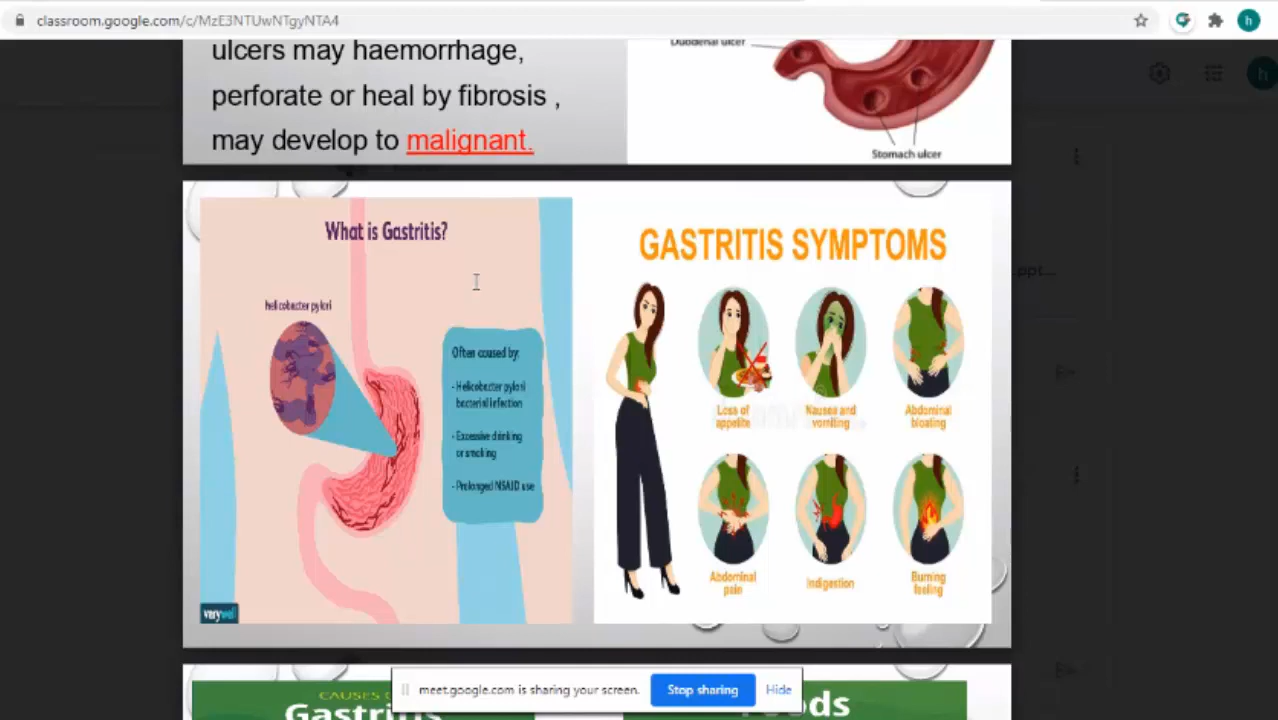 classroom.google.com/c/MzE3NTUwNTgyNTA4
h
h
ulcers may haemorrhage,
perforate or heal by fibrosis ,
may develop to malignant.
Duodenal ulcer
Stomach ulcer
.ppt...
What is Gastritis?
helicobacter pylori
Often caused by:
- Helicobacter pylori
bacterial infection
- Excessive drinking
or smoking
- Prolonged NSAID use
verywell
GASTRITIS SYMPTOMS
Loss of
appetite
Nausea and
vomiting
Abdominal
bloating
Abdominal
pain
Indigestion
Burning
feeling
meet.google.com is sharing your screen.
Stop sharing
Hide